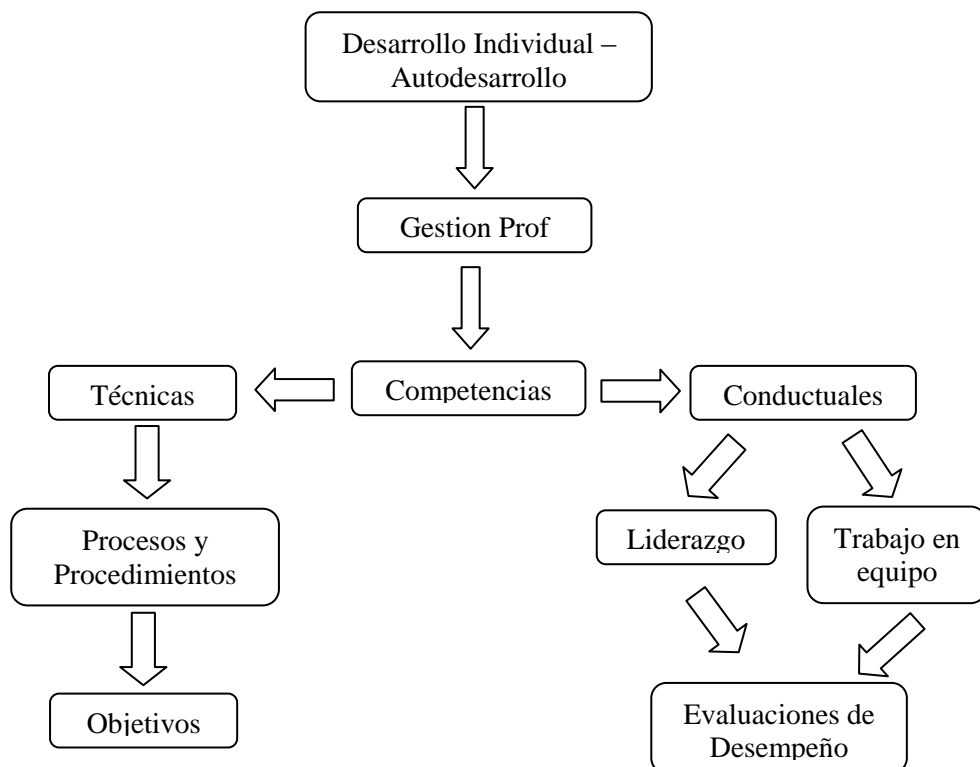 Desarrollo Individual –
Autodesarrollo
Gestion Prof
Técnicas
Competencias
Conductuales
Procesos y
Procedimientos
Liderazgo
Trabajo en
equipo
Objetivos
Evaluaciones de
Desempeño